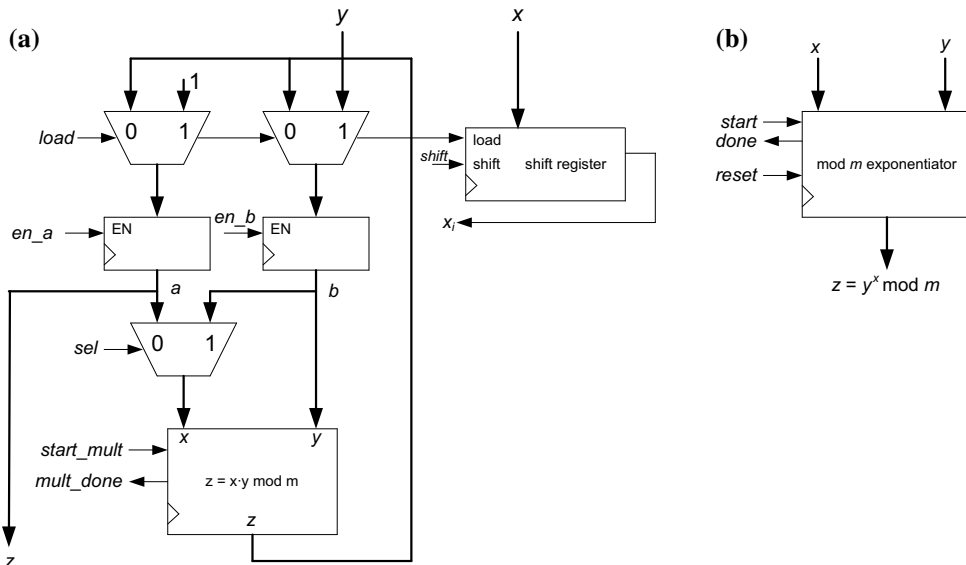 (a)
y
x
(b)
x
y
1
load
0 1
0 1
load
shift
shift
shift register
x_i
start
done
reset
mod m exponentiator
z = y^x mod m
en_a
EN
en_b
EN
a
b
sel
0 1
x
y
start_mult
mult_done
z = x·y mod m
z
z